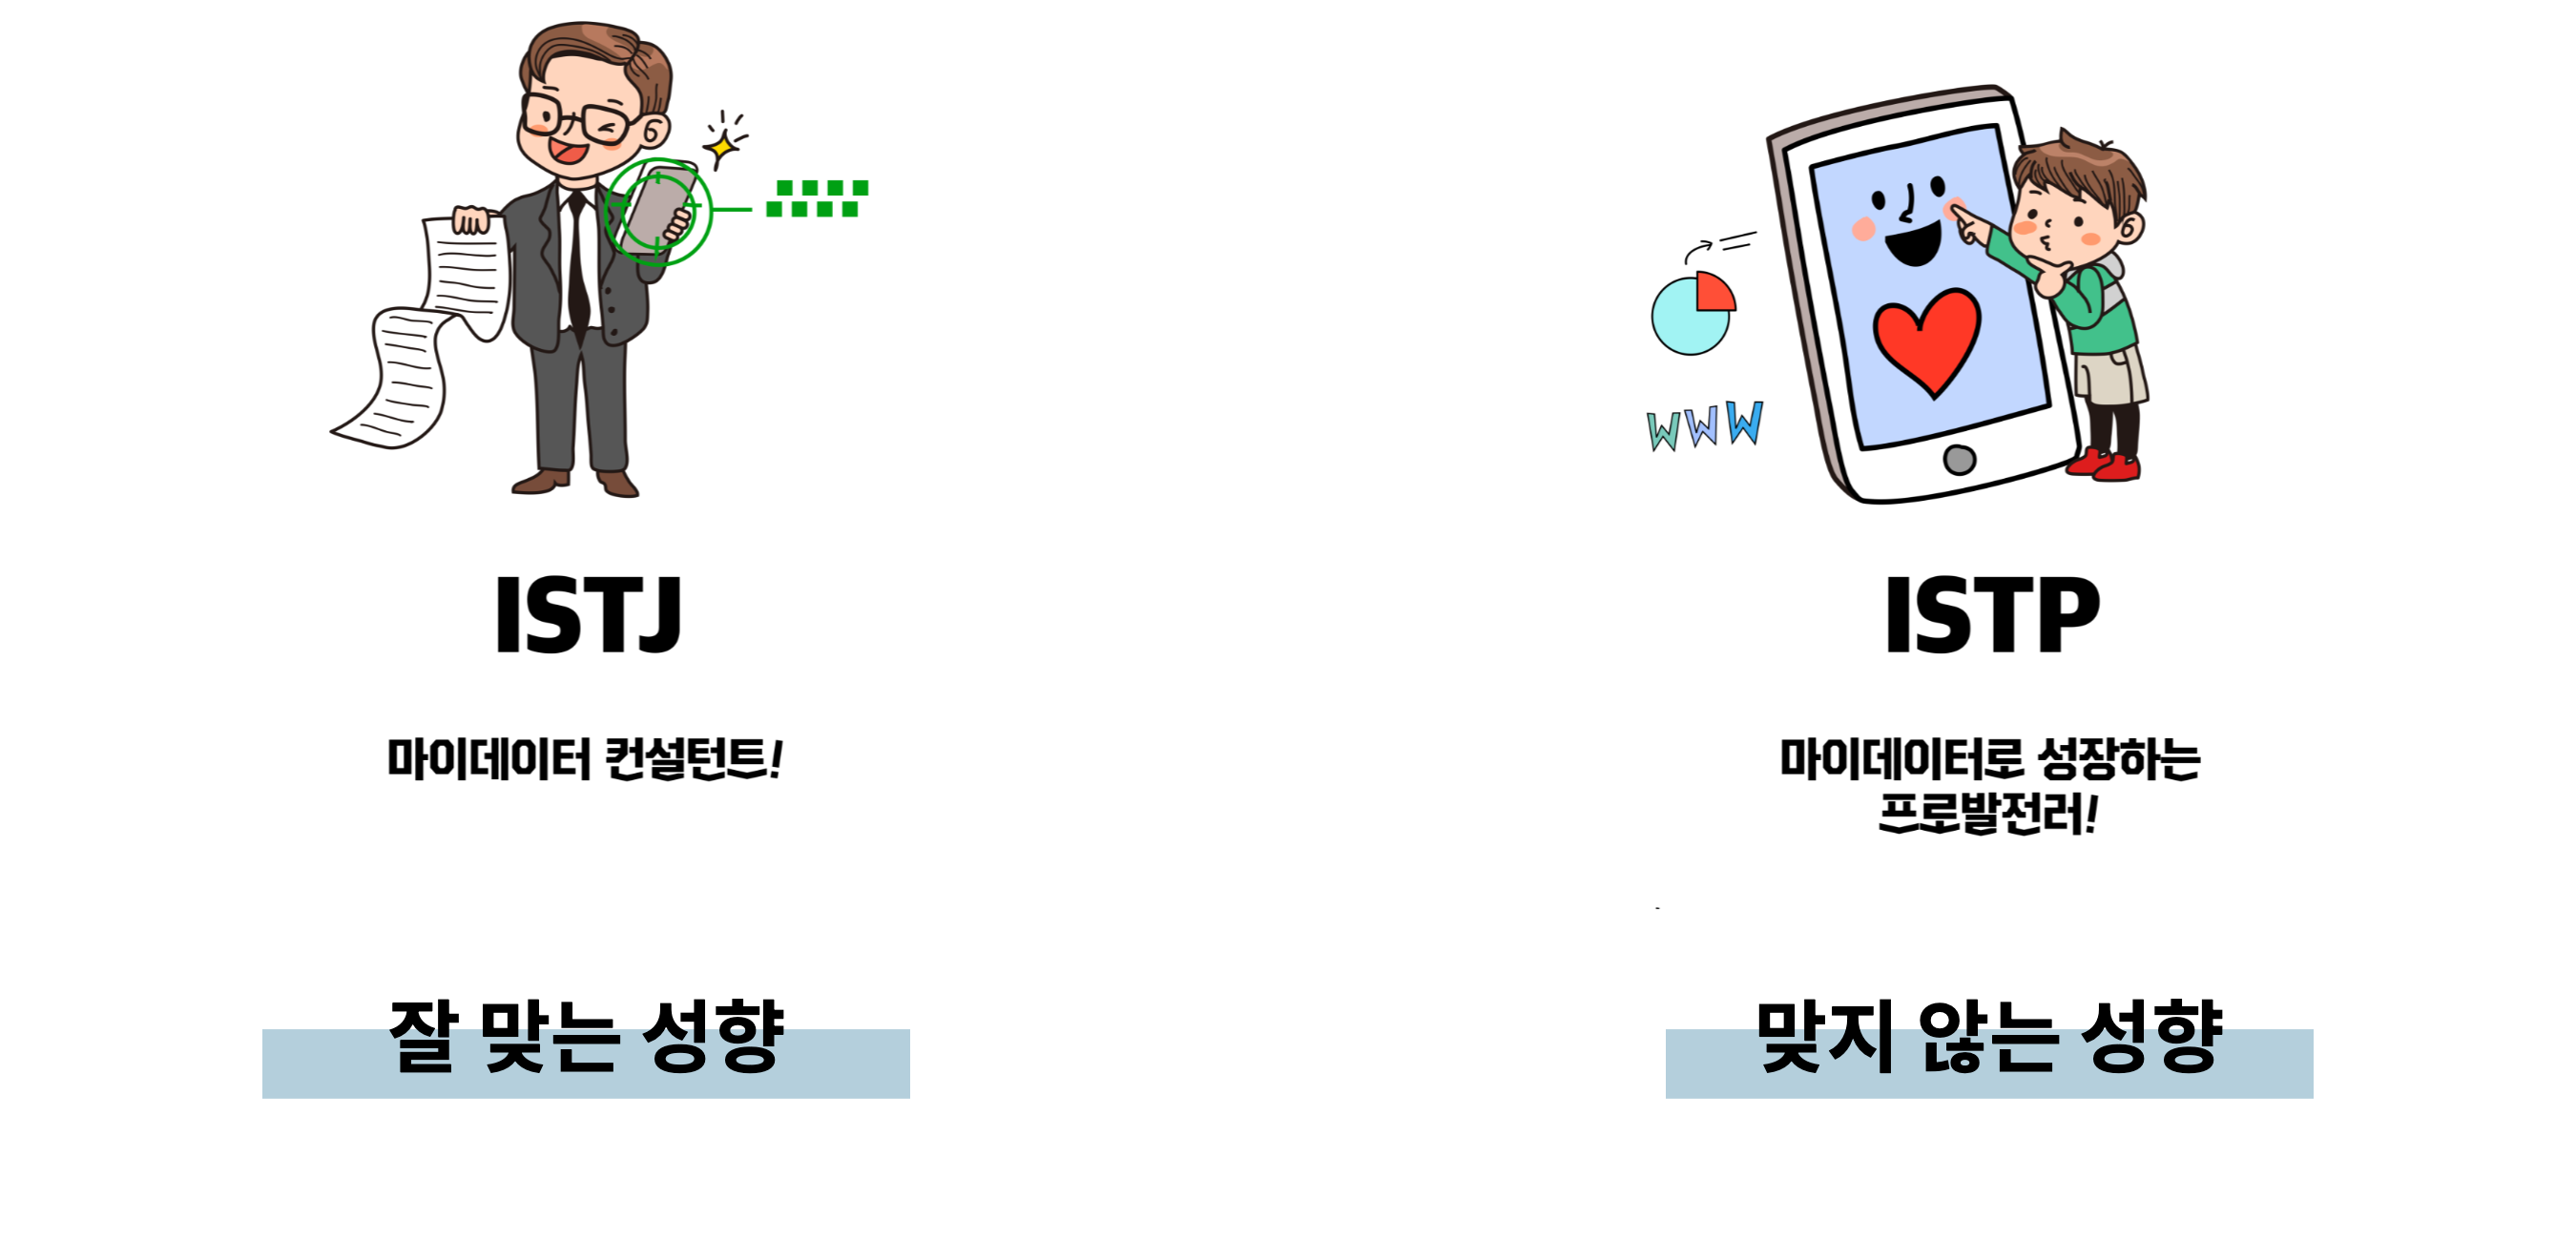 WWW
ISTJ
마이데이터 컨설턴트!
잘 맞는 성향
ISTP
마이데이터로 성장하는
프로발전러!
맞지 않는 성향